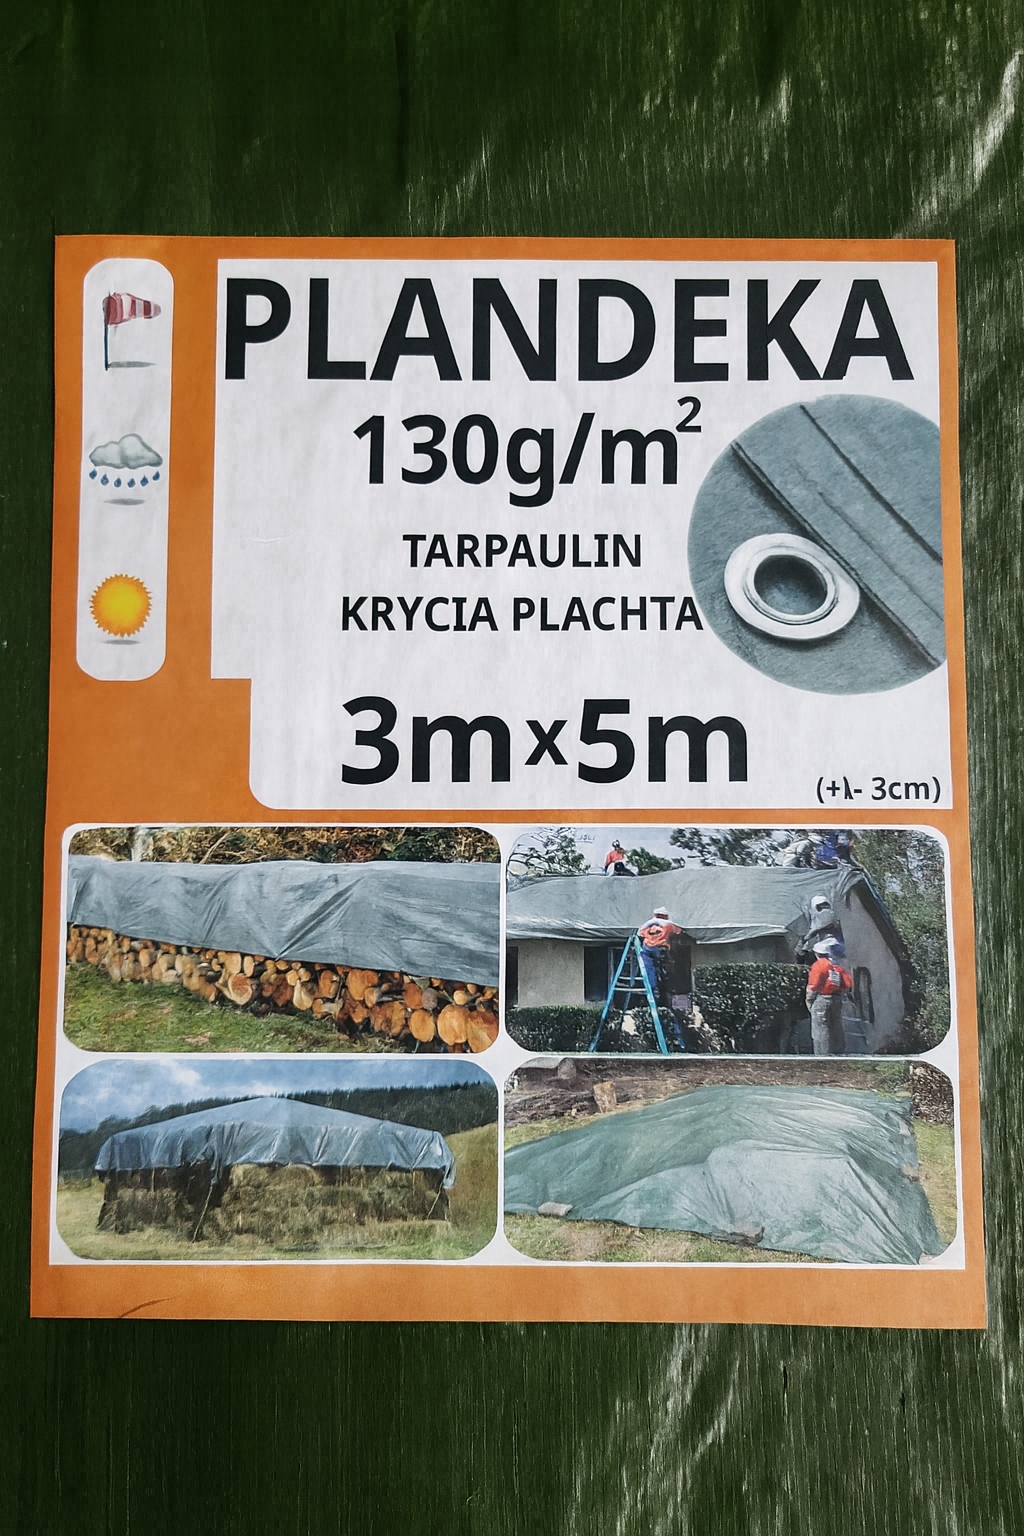 PLANDEKA
130g/m²
TARPAULIN
KRYCIA PLACHTA
3m x 5m
(+\- 3cm)